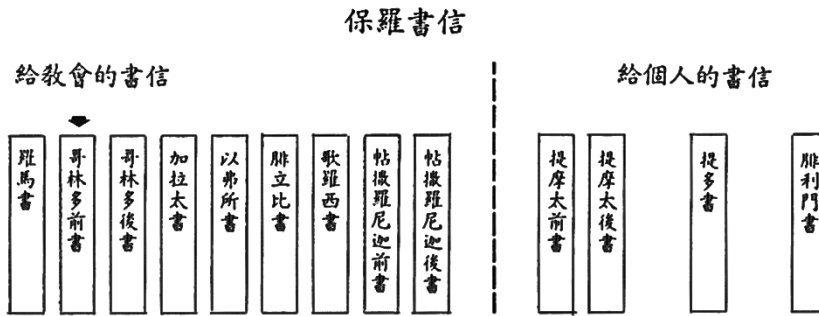 保羅書信
給教會的書信
給個人的書信
羅馬書
哥林多前書
哥林多後書
加拉太書
以弗所書
腓立比書
歌羅西書
帖撒羅尼迦前書
帖撒羅尼迦後書
提摩太前書
提摩太後書
提多書
腓利門書